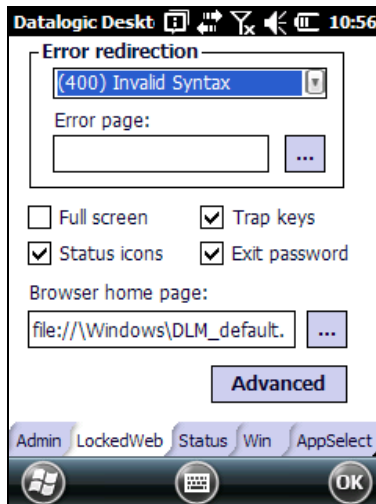 Datalogic Deskt 10:56
Error redirection
(400) Invalid Syntax
Error page:
...
Full screen Trap keys
Status icons Exit password
Browser home page:
file://\Windows\DLM_default. ...
Advanced
Admin LockedWeb Status Win AppSelect
OK